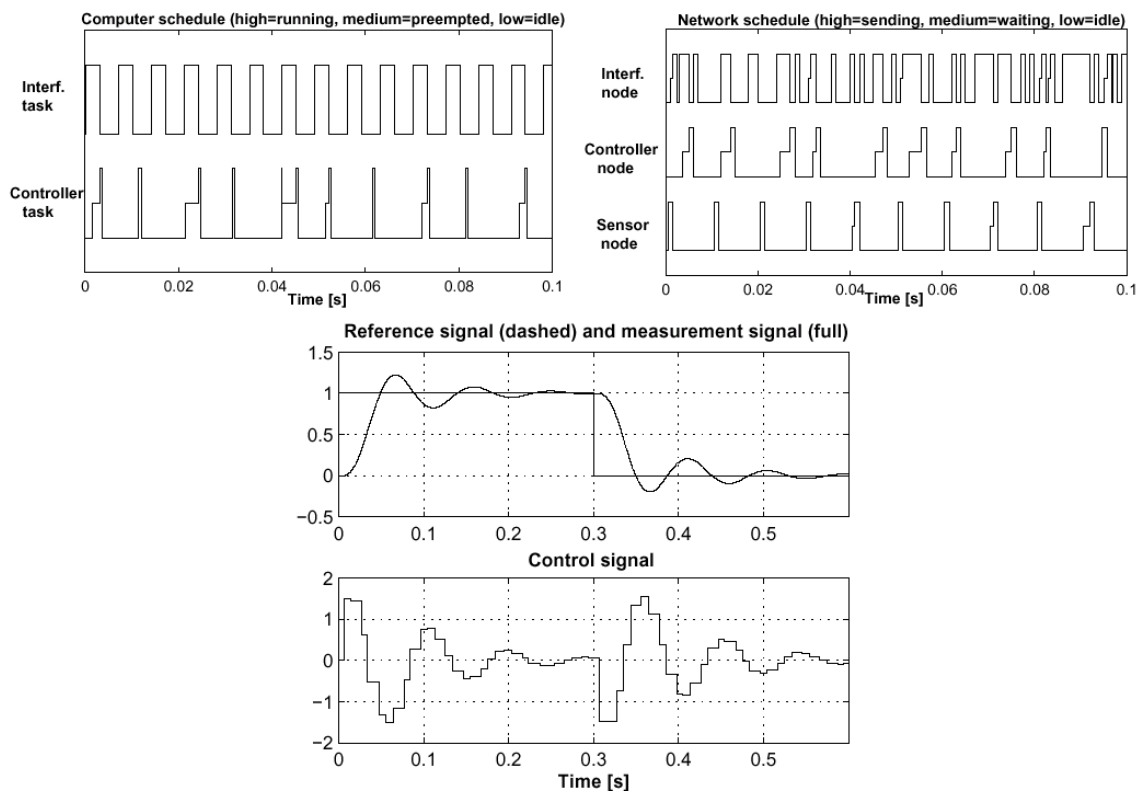 Computer schedule (high=running, medium=preempted, low=idle)
Interf.
task
Controller
task
0 0.02 0.04 0.06 0.08 0.1
Time [s]
Network schedule (high=sending, medium=waiting, low=idle)
Interf.
node
Controller
node
Sensor
node
0 0.02 0.04 0.06 0.08 0.1
Time [s]
Reference signal (dashed) and measurement signal (full)
1.5
1
0.5
0
−0.5
0 0.1 0.2 0.3 0.4 0.5
Control signal
2
1
0
−1
−2
0 0.1 0.2 0.3 0.4 0.5
Time [s]